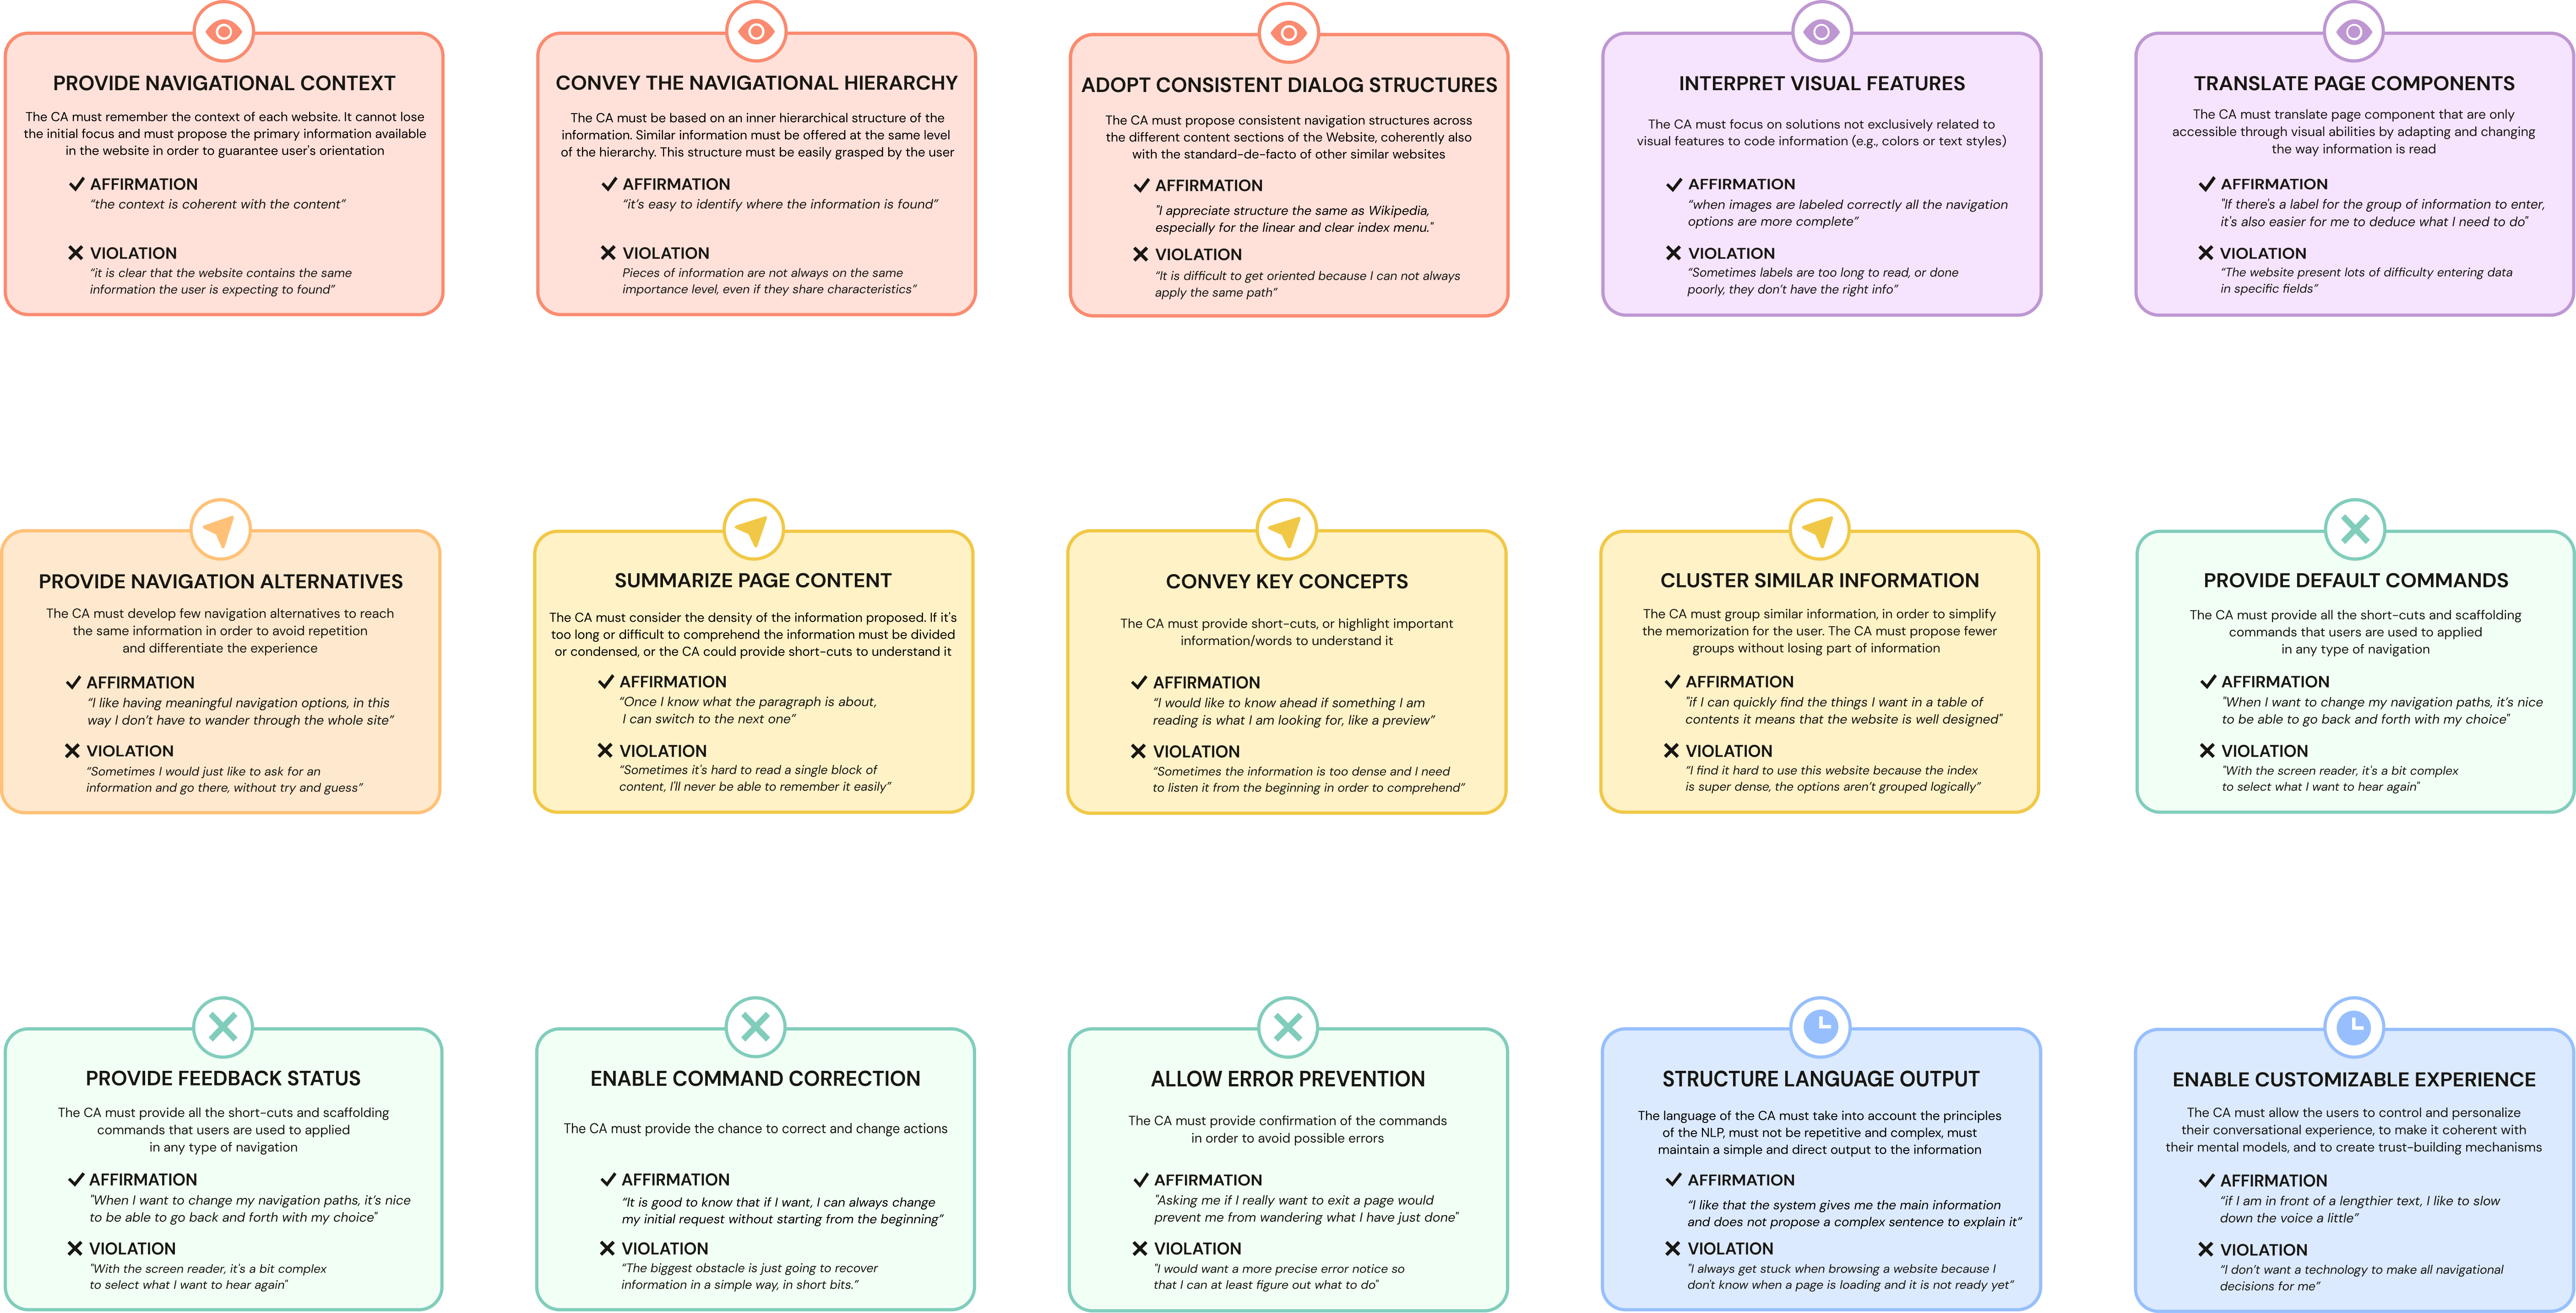 PROVIDE NAVIGATIONAL CONTEXT
The CA must remember the context of each website. It cannot lose
the initial focus and must propose the primary information available
in the website in order to guarantee user's orientation
AFFIRMATION
“the context is coherent with the content”
VIOLATION
“it is clear that the website contains the same
information the user is expecting to found”
CONVEY THE NAVIGATIONAL HIERARCHY
The CA must be based on an inner hierarchical structure of the
information. Similar information must be offered at the same level
of the hierarchy. This structure must be easily grasped by the user
AFFIRMATION
“it’s easy to identify where the information is found”
VIOLATION
Pieces of information are not always on the same
importance level, even if they share characteristics”
ADOPT CONSISTENT DIALOG STRUCTURES
The CA must propose consistent navigation structures across
the different content sections of the Website, coherently also
with the standard-de-facto of other similar websites
AFFIRMATION
"I appreciate structure the same as Wikipedia,
especially for the linear and clear index menu."
VIOLATION
“It is difficult to get oriented because I can not always
apply the same path”
INTERPRET VISUAL FEATURES
The CA must focus on solutions not exclusively related to
visual features to code information (e.g., colors or text styles)
AFFIRMATION
“when images are labeled correctly all the navigation
options are more complete”
VIOLATION
“Sometimes labels are too long to read, or done
poorly, they don’t have the right info”
TRANSLATE PAGE COMPONENTS
The CA must translate page component that are only
accessible through visual abilities by adapting and changing
the way information is read
AFFIRMATION
"If there's a label for the group of information to enter,
it's also easier for me to deduce what I need to do"
VIOLATION
“The website present lots of difficulty entering data
in specific fields”
PROVIDE NAVIGATION ALTERNATIVES
The CA must develop few navigation alternatives to reach
the same information in order to avoid repetition
and differentiate the experience
AFFIRMATION
“I like having meaningful navigation options, in this
way I don’t have to wander through the whole site”
VIOLATION
“Sometimes I would just like to ask for an
information and go there, without try and guess”
SUMMARIZE PAGE CONTENT
The CA must consider the density of the information proposed. If it's
too long or difficult to comprehend the information must be divided
or condensed, or the CA could provide short-cuts to understand it
AFFIRMATION
“Once I know what the paragraph is about,
I can switch to the next one”
VIOLATION
“Sometimes it's hard to read a single block of
content, I'll never be able to remember it easily”
CONVEY KEY CONCEPTS
The CA must provide short-cuts, or highlight important
information/words to understand it
AFFIRMATION
“I would like to know ahead if something I am
reading is what I am looking for, like a preview”
VIOLATION
“Sometimes the information is too dense and I need
to listen it from the beginning in order to comprehend”
CLUSTER SIMILAR INFORMATION
The CA must group similar information, in order to simplify
the memorization for the user. The CA must propose fewer
groups without losing part of information
AFFIRMATION
"if I can quickly find the things I want in a table of
contents it means that the website is well designed"
VIOLATION
“I find it hard to use this website because the index
is super dense, the options aren’t grouped logically”
PROVIDE DEFAULT COMMANDS
The CA must provide all the short-cuts and scaffolding
commands that users are used to applied
in any type of navigation
AFFIRMATION
"When I want to change my navigation paths, it’s nice
to be able to go back and forth with my choice"
VIOLATION
"With the screen reader, it's a bit complex
to select what I want to hear again"
PROVIDE FEEDBACK STATUS
The CA must provide all the short-cuts and scaffolding
commands that users are used to applied
in any type of navigation
AFFIRMATION
"When I want to change my navigation paths, it’s nice
to be able to go back and forth with my choice"
VIOLATION
"With the screen reader, it's a bit complex
to select what I want to hear again"
ENABLE COMMAND CORRECTION
The CA must provide the chance to correct and change actions
AFFIRMATION
“It is good to know that if I want, I can always change
my initial request without starting from the beginning”
VIOLATION
“The biggest obstacle is just going to recover
information in a simple way, in short bits.”
ALLOW ERROR PREVENTION
The CA must provide confirmation of the commands
in order to avoid possible errors
AFFIRMATION
"Asking me if I really want to exit a page would
prevent me from wandering what I have just done"
VIOLATION
"I would want a more precise error notice so
that I can at least figure out what to do"
STRUCTURE LANGUAGE OUTPUT
The language of the CA must take into account the principles
of the NLP, must not be repetitive and complex, must
maintain a simple and direct output to the information
AFFIRMATION
“I like that the system gives me the main information
and does not propose a complex sentence to explain it”
VIOLATION
"I always get stuck when browsing a website because I
don't know when a page is loading and it is not ready yet”
ENABLE CUSTOMIZABLE EXPERIENCE
The CA must allow the users to control and personalize
their conversational experience, to make it coherent with
their mental models, and to create trust-building mechanisms
AFFIRMATION
“if I am in front of a lengthier text, I like to slow
down the voice a little”
VIOLATION
“I don’t want a technology to make all navigational
decisions for me”